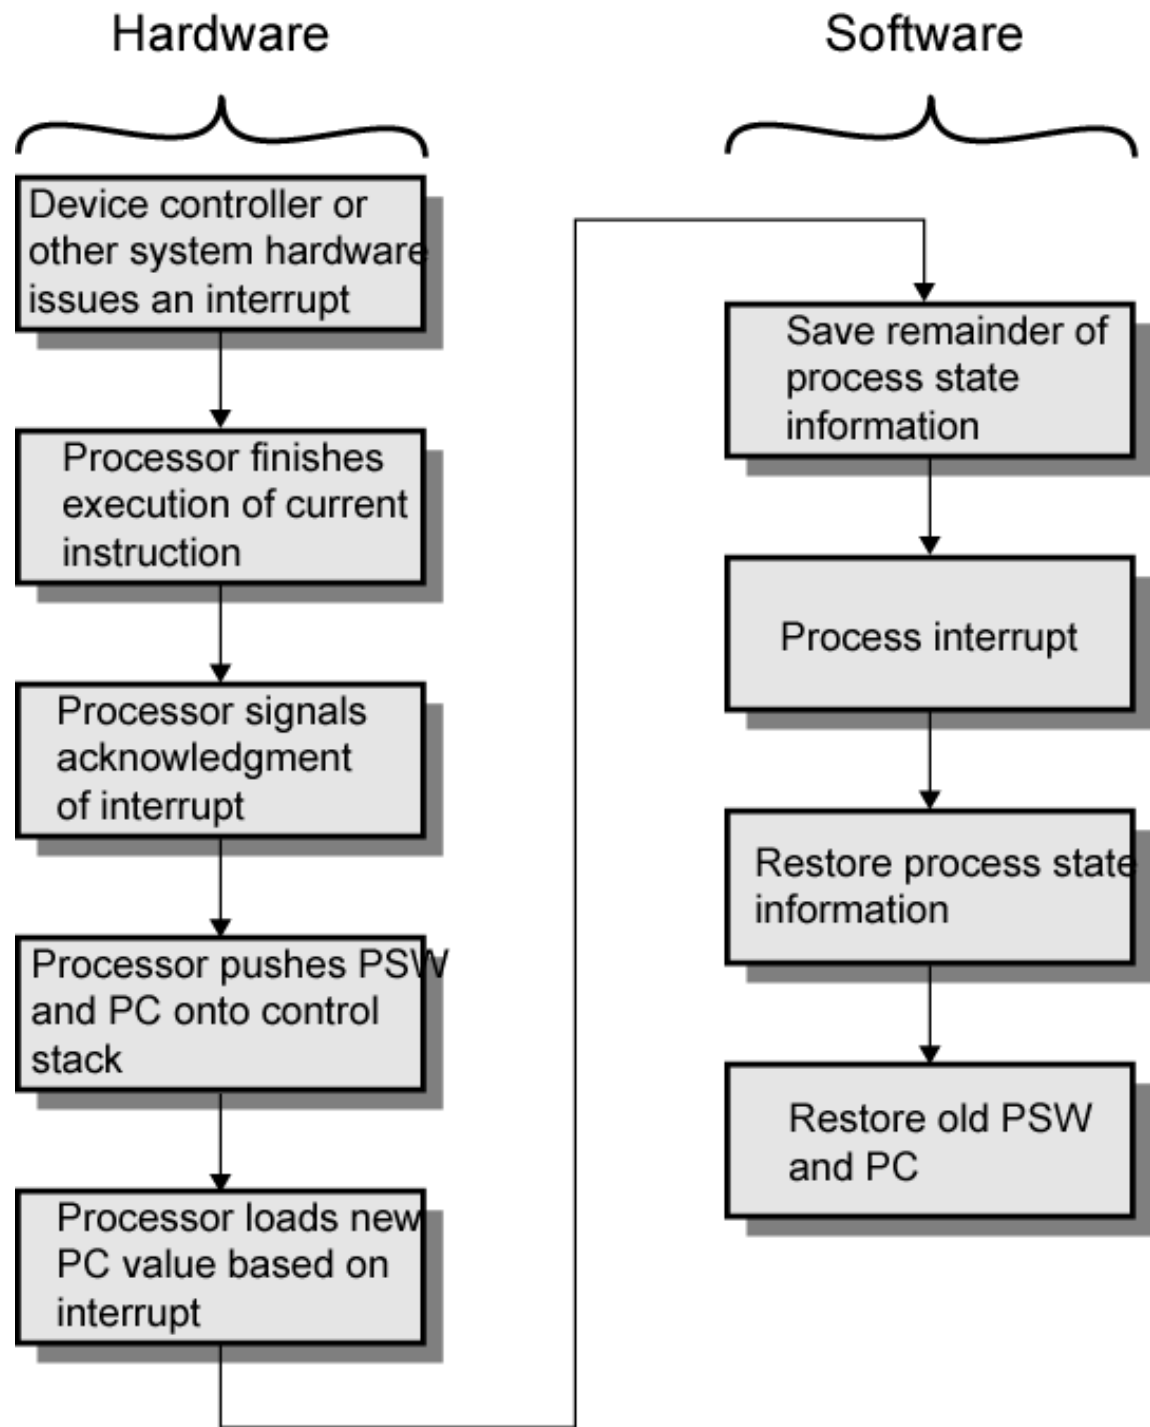 Hardware
Device controller or
other system hardware
issues an interrupt
Processor finishes
execution of current
instruction
Processor signals
acknowledgment
of interrupt
Processor pushes PSW
and PC onto control
stack
Processor loads new
PC value based on
interrupt
Software
Save remainder of
process state
information
Process interrupt
Restore process state
information
Restore old PSW
and PC